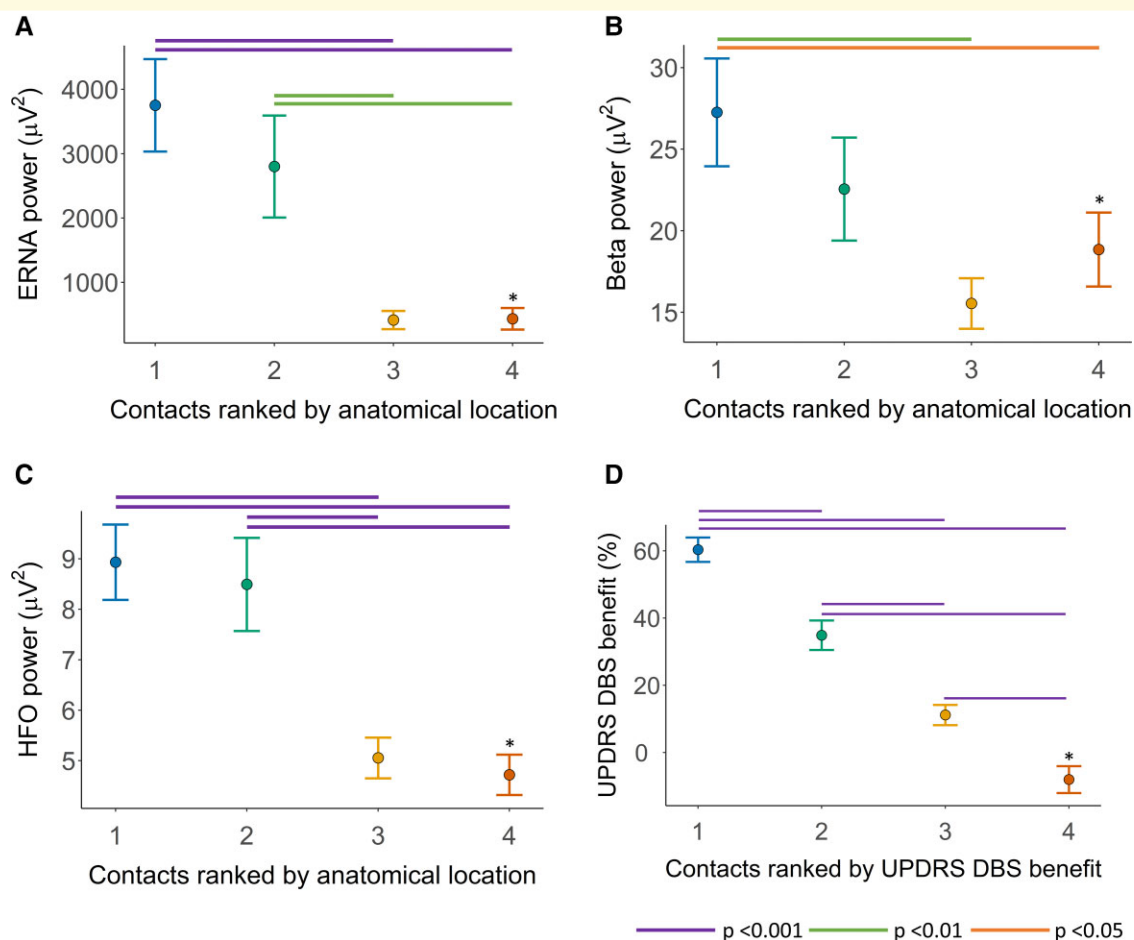 A
ERNA power (μV²)
4000
3000
2000
1000
*
1 2 3 4
Contacts ranked by anatomical location
B
Beta power (μV²)
30
25
20
15
*
1 2 3 4
Contacts ranked by anatomical location
C
HFO power (μV²)
9
8
7
6
5
*
1 2 3 4
Contacts ranked by anatomical location
D
UPDRS DBS benefit (%)
60
40
20
0
*
1 2 3 4
Contacts ranked by UPDRS DBS benefit
p <0.001 p <0.01 p <0.05